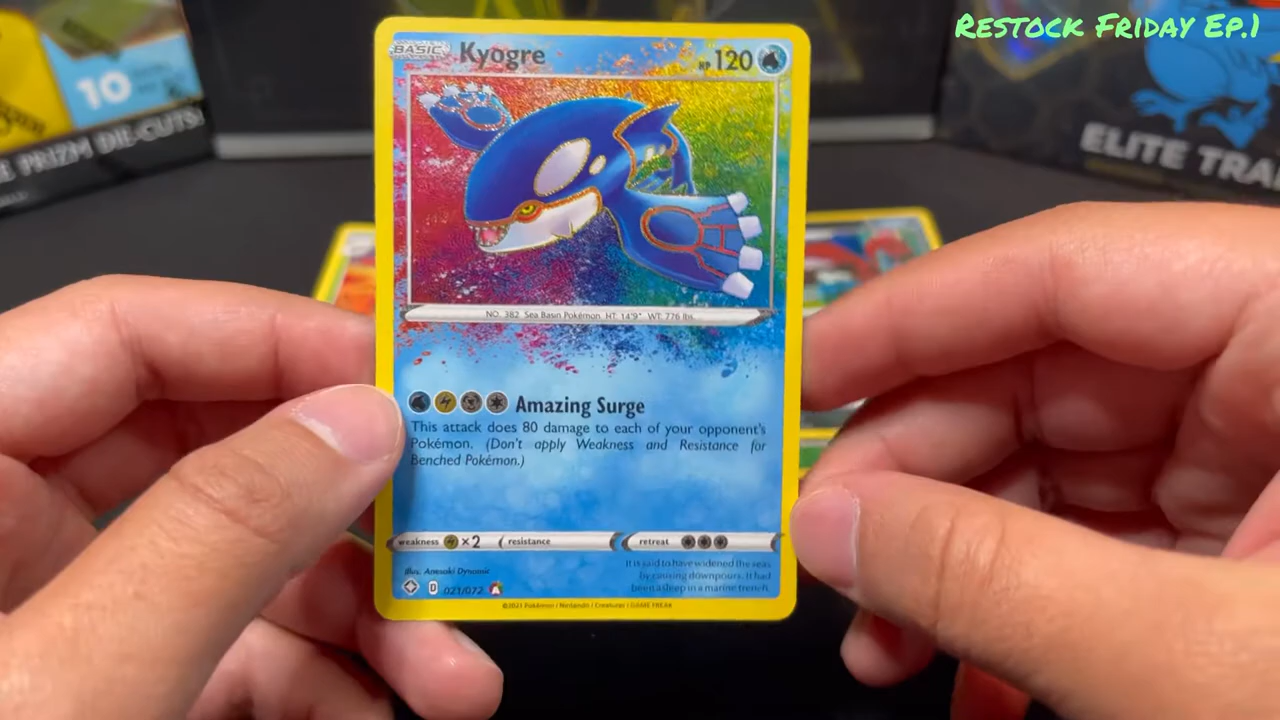 Restock Friday Ep.1
10
E PRIZM DIE-CUTS
ELITE TRA
BASIC Kyogre HP 120
NO. 382 Sea Basin Pokémon HT: 14'9" WT: 776 lbs.
Amazing Surge
This attack does 80 damage to each of your opponent's
Pokémon. (Don't apply Weakness and Resistance for
Benched Pokémon.)
weakness ×2 resistance retreat
Illus. Anesaki Dynamic
It is said to have widened the seas
by causing downpours. It had
been asleep in a marine trench.
D 021/072 A
©2021 Pokémon / Nintendo / Creatures / GAME FREAK